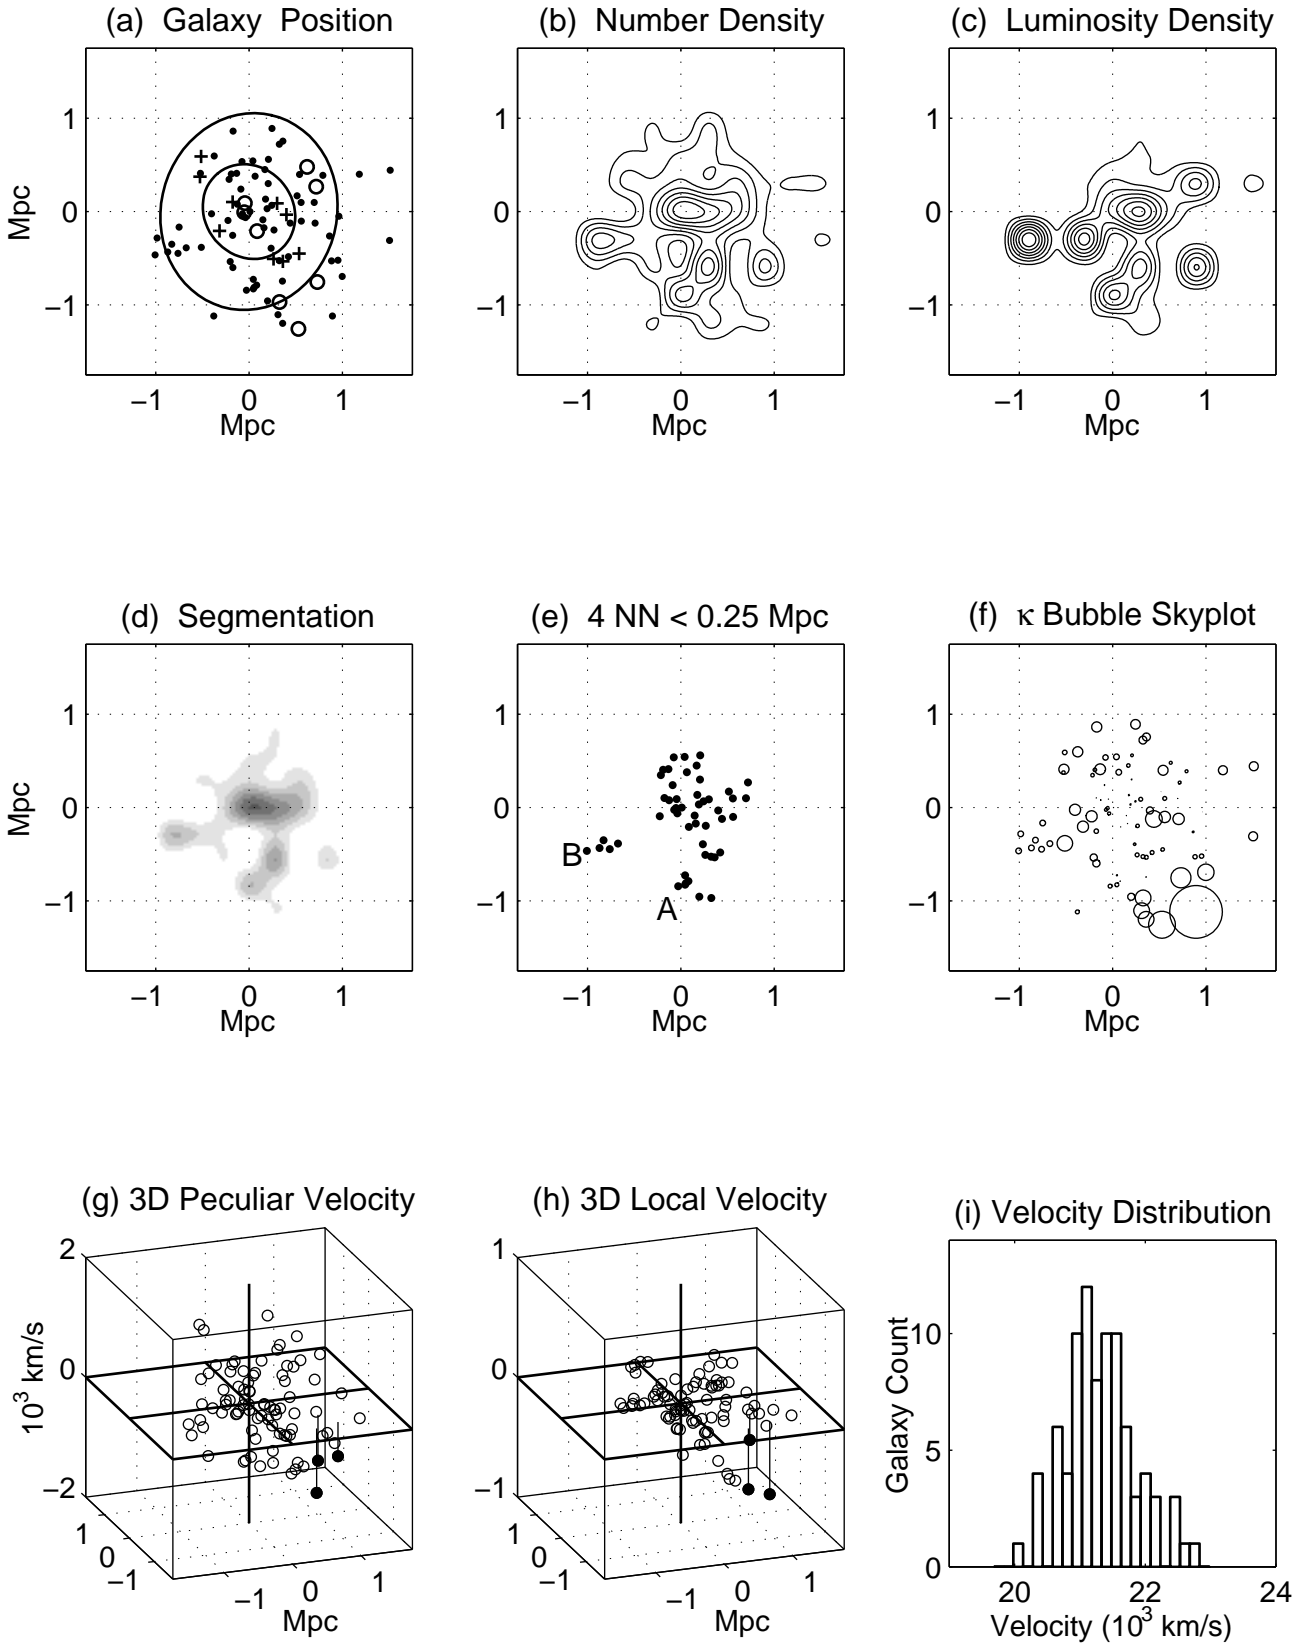 (a) Galaxy Position
(b) Number Density
(c) Luminosity Density
Mpc
1
0
−1
−1 0 1
Mpc
1
0
−1
−1 0 1
Mpc
1
0
−1
−1 0 1
Mpc
(d) Segmentation
(e) 4 NN < 0.25 Mpc
(f) κ Bubble Skyplot
Mpc
1
0
−1
−1 0 1
Mpc
1
0
−1
B
A
−1 0 1
Mpc
1
0
−1
−1 0 1
Mpc
(g) 3D Peculiar Velocity
(h) 3D Local Velocity
(i) Velocity Distribution
10³ km/s
2
0
−2
1
0
−1
−1
0
1
Mpc
1
0
−1
1
0
−1
−1
0
1
Mpc
Galaxy Count
10
5
0
20 22 24
Velocity (10³ km/s)